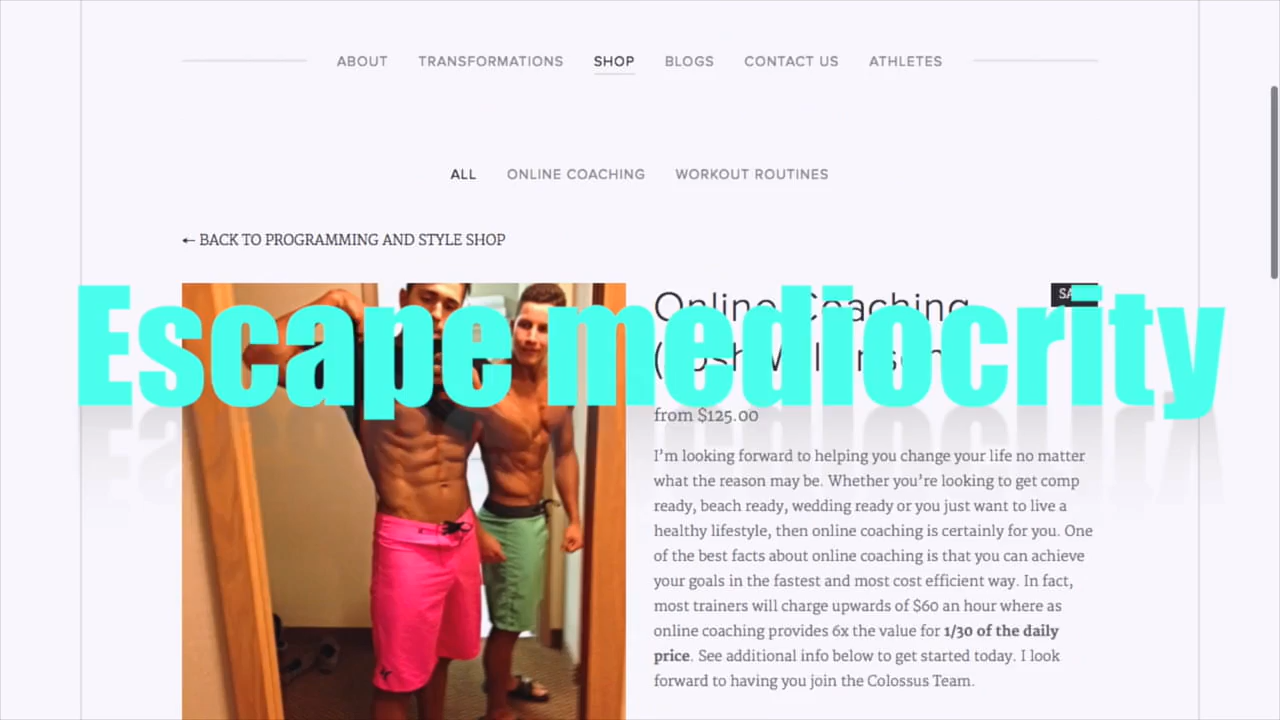 ABOUT TRANSFORMATIONS SHOP BLOGS CONTACT US ATHLETES
ALL ONLINE COACHING WORKOUT ROUTINES
← BACK TO PROGRAMMING AND STYLE SHOP
Escape mediocrity
Online Coaching
from $125.00
I'm looking forward to helping you change your life no matter
what the reason may be. Whether you're looking to get comp
ready, beach ready, wedding ready or you just want to live a
healthy lifestyle, then online coaching is certainly for you. One
of the best facts about online coaching is that you can achieve
your goals in the fastest and most cost efficient way. In fact,
most trainers will charge upwards of $60 an hour where as
online coaching provides 6x the value for 1/30 of the daily
price. See additional info below to get started today. I look
forward to having you join the Colossus Team.